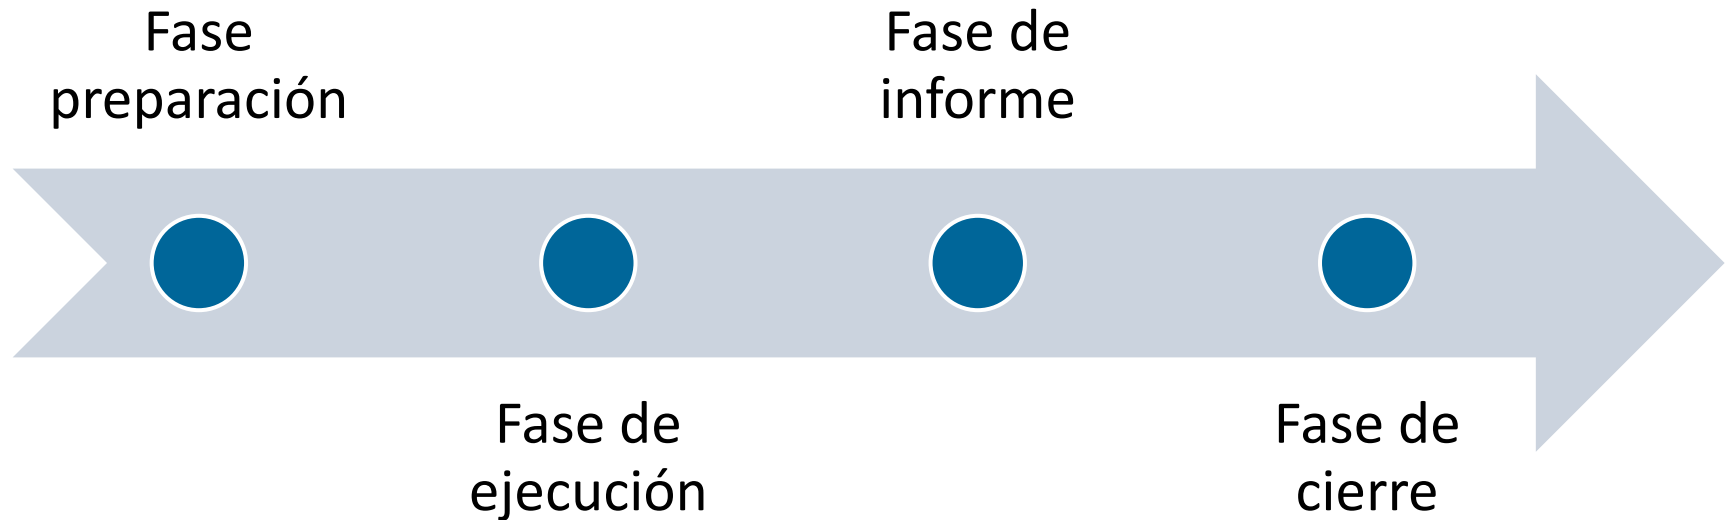 Fase
preparación
Fase de
ejecución
Fase de
informe
Fase de
cierre